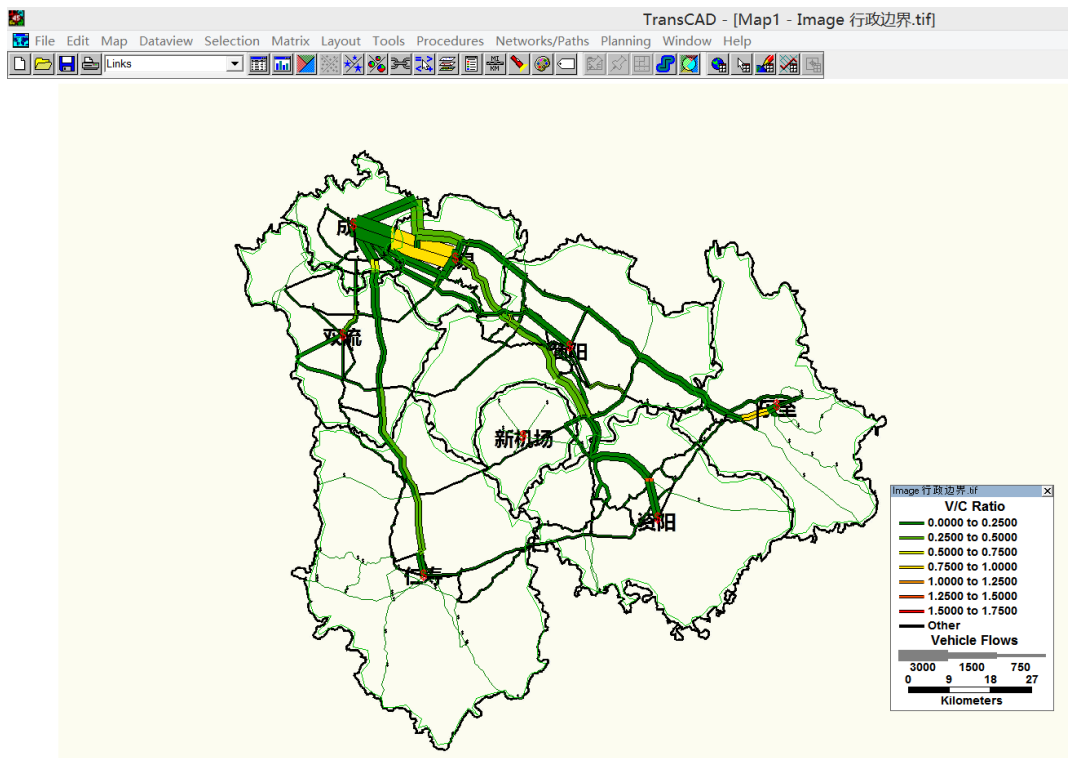 TransCAD - [Map1 - Image 行政边界.tif]
File Edit Map Dataview Selection Matrix Layout Tools Procedures Networks/Paths Planning Window Help
Links
双流
新机场
资阳
仁寿
Image 行政边界.tif
V/C Ratio
0.0000 to 0.2500
0.2500 to 0.5000
0.5000 to 0.7500
0.7500 to 1.0000
1.0000 to 1.2500
1.2500 to 1.5000
1.5000 to 1.7500
Other
Vehicle Flows
3000 1500 750
0 9 18 27
Kilometers